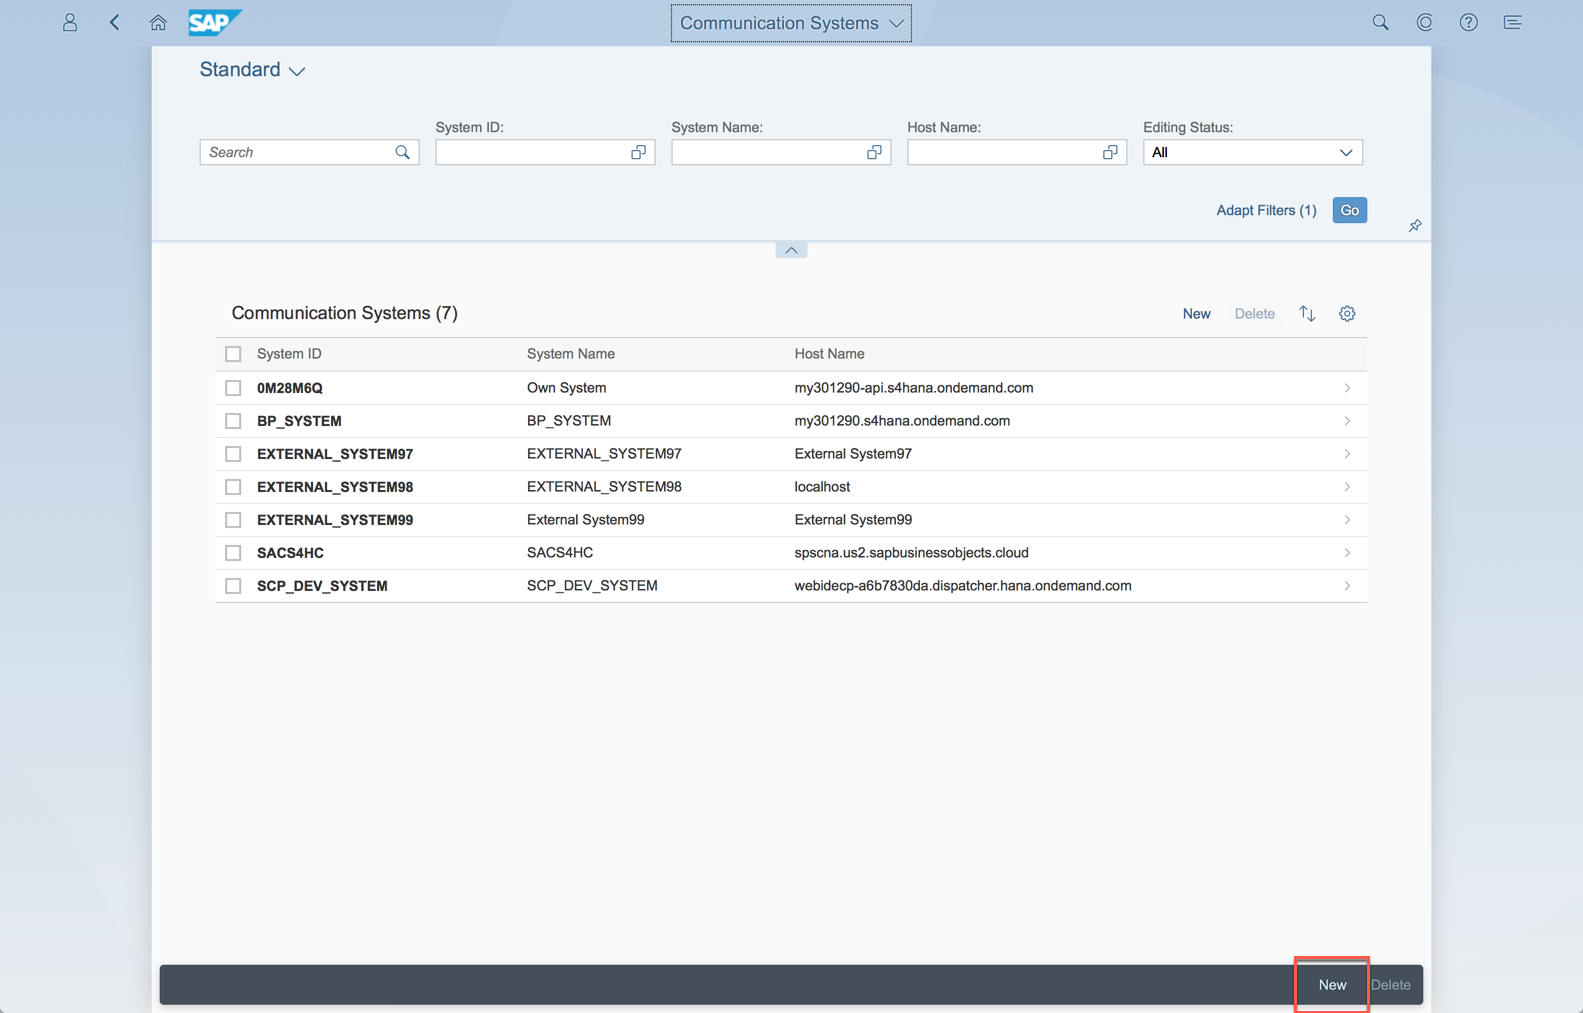 SAP
Communication Systems
Standard
System ID:
System Name:
Host Name:
Editing Status:
Search
All
Adapt Filters (1)
Go
Communication Systems (7)
New
Delete
System ID
System Name
Host Name
0M28M6Q
Own System
my301290-api.s4hana.ondemand.com
BP_SYSTEM
BP_SYSTEM
my301290.s4hana.ondemand.com
EXTERNAL_SYSTEM97
EXTERNAL_SYSTEM97
External System97
EXTERNAL_SYSTEM98
EXTERNAL_SYSTEM98
localhost
EXTERNAL_SYSTEM99
External System99
External System99
SACS4HC
SACS4HC
spscna.us2.sapbusinessobjects.cloud
SCP_DEV_SYSTEM
SCP_DEV_SYSTEM
webidecp-a6b7830da.dispatcher.hana.ondemand.com
New
Delete